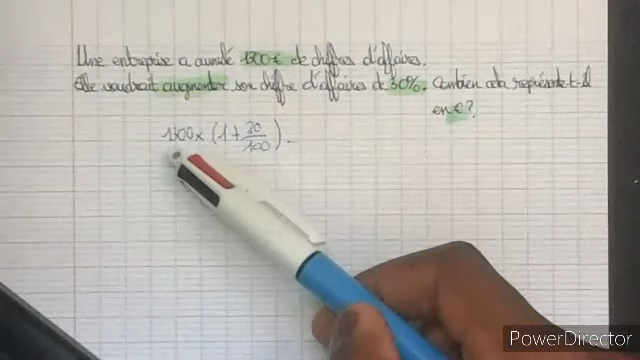 Une entreprise a cumulé 1300€ de chiffres d'affaires.
Elle voudrait augmenter son chiffre d'affaires de 30%. Combien cela représente t-il
en € ?
1300 x (1 + 30/100).
PowerDirector